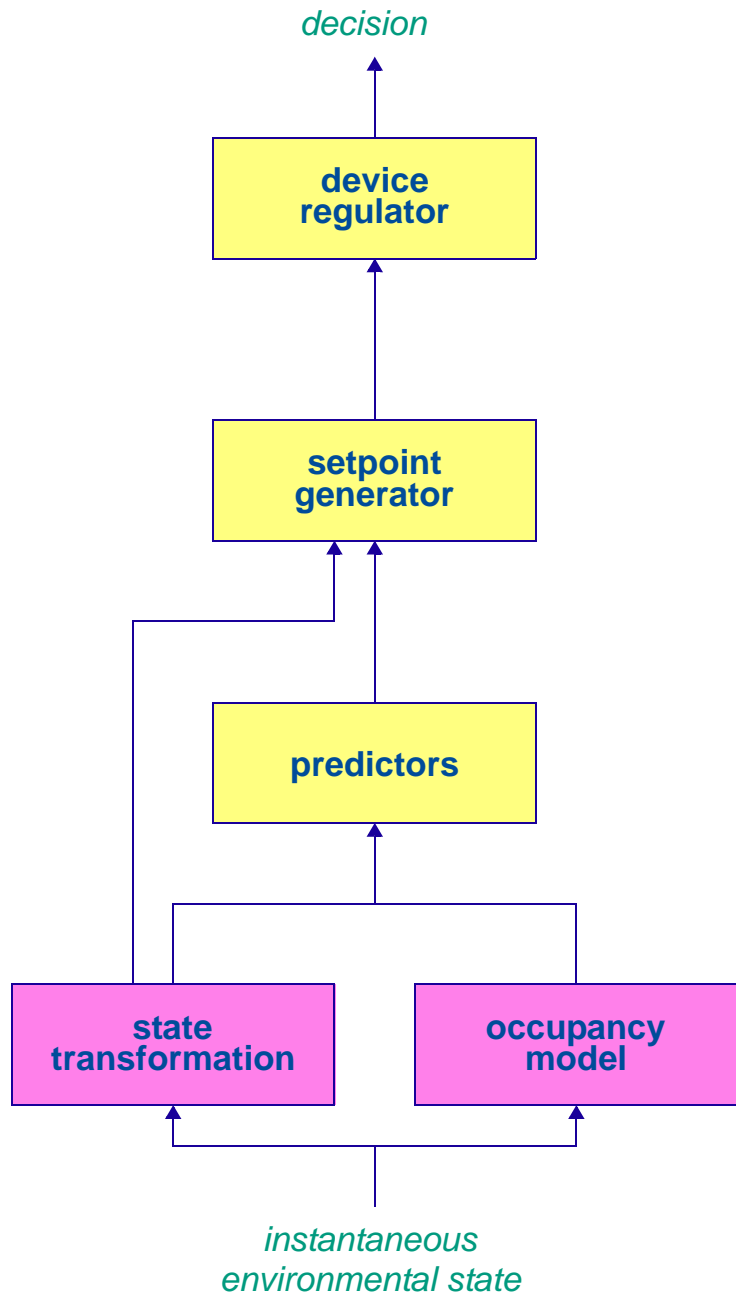 decision
device
regulator
setpoint
generator
predictors
state
transformation
occupancy
model
instantaneous
environmental state